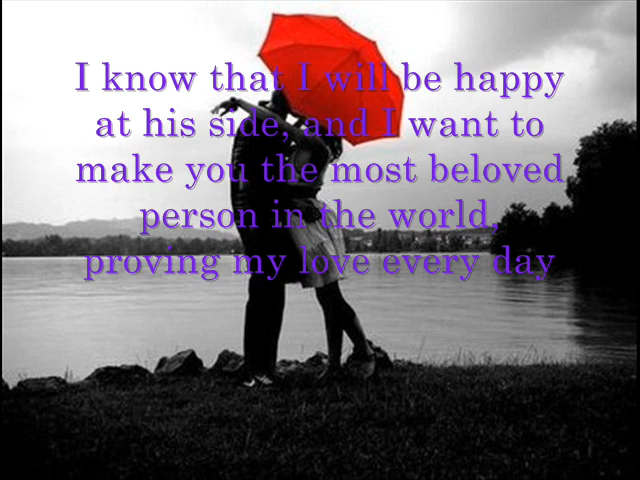 I know that I will be happy
at his side, and I want to
make you the most beloved
person in the world,
proving my love every day